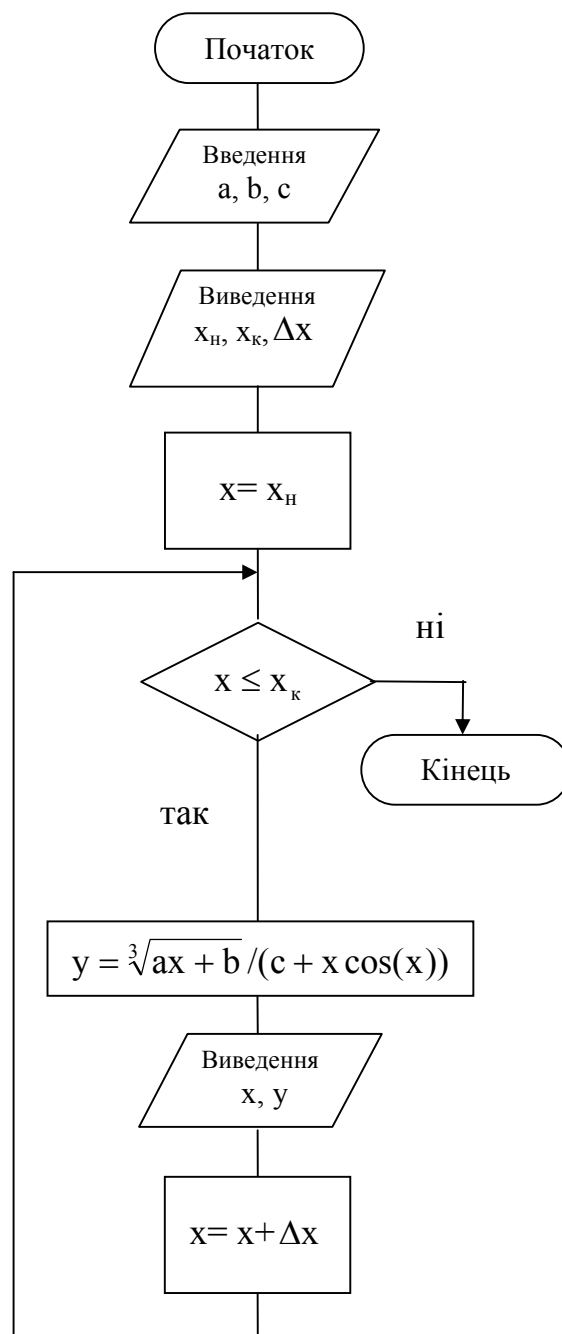 Початок
Введення
a, b, c
Виведення
xн, xк, Δx
x= xн
ні
x ≤ xк
Кінець
так
y = ∛(ax + b) /(c + x cos(x))
Виведення
x, y
x= x+ Δx